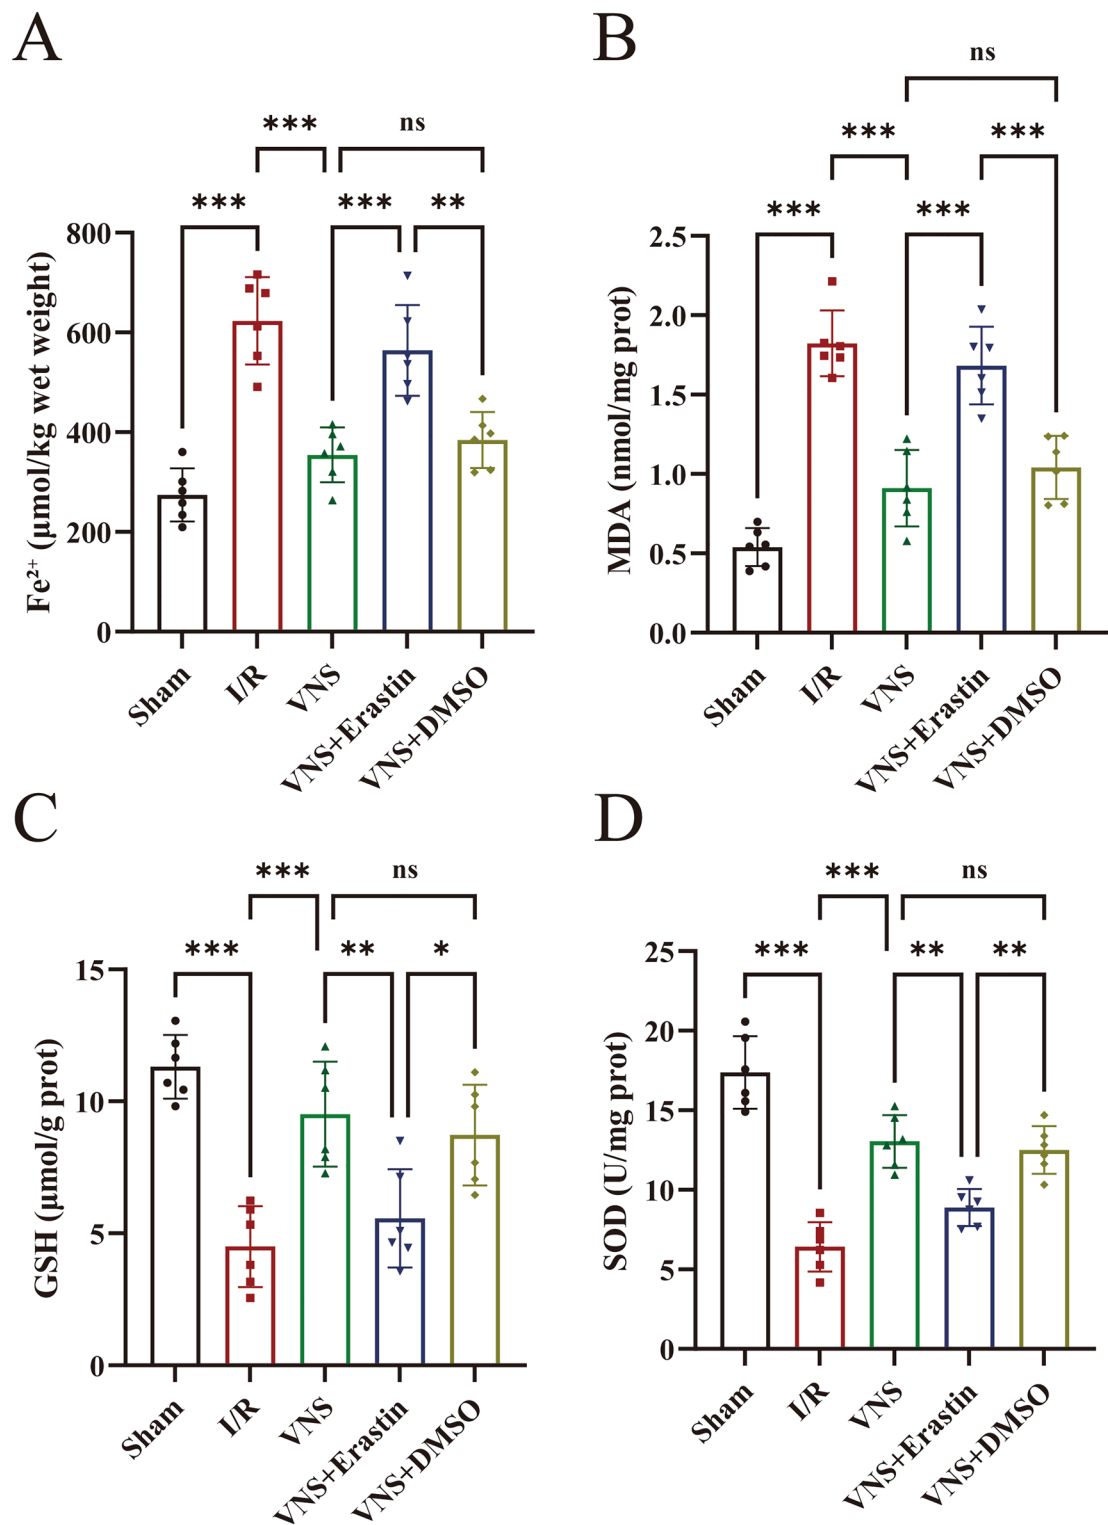 A
*** ns
*** *** **
Fe²⁺ (μmol/kg wet weight)
800
600
400
200
0
Sham
I/R
VNS
VNS+Erastin
VNS+DMSO
B
ns
*** ***
*** ***
MDA (nmol/mg prot)
2.5
2.0
1.5
1.0
0.5
0.0
Sham
I/R
VNS
VNS+Erastin
VNS+DMSO
C
*** ns
*** ** *
GSH (μmol/g prot)
15
10
5
0
Sham
I/R
VNS
VNS+Erastin
VNS+DMSO
D
*** ns
*** ** **
SOD (U/mg prot)
25
20
15
10
5
0
Sham
I/R
VNS
VNS+Erastin
VNS+DMSO